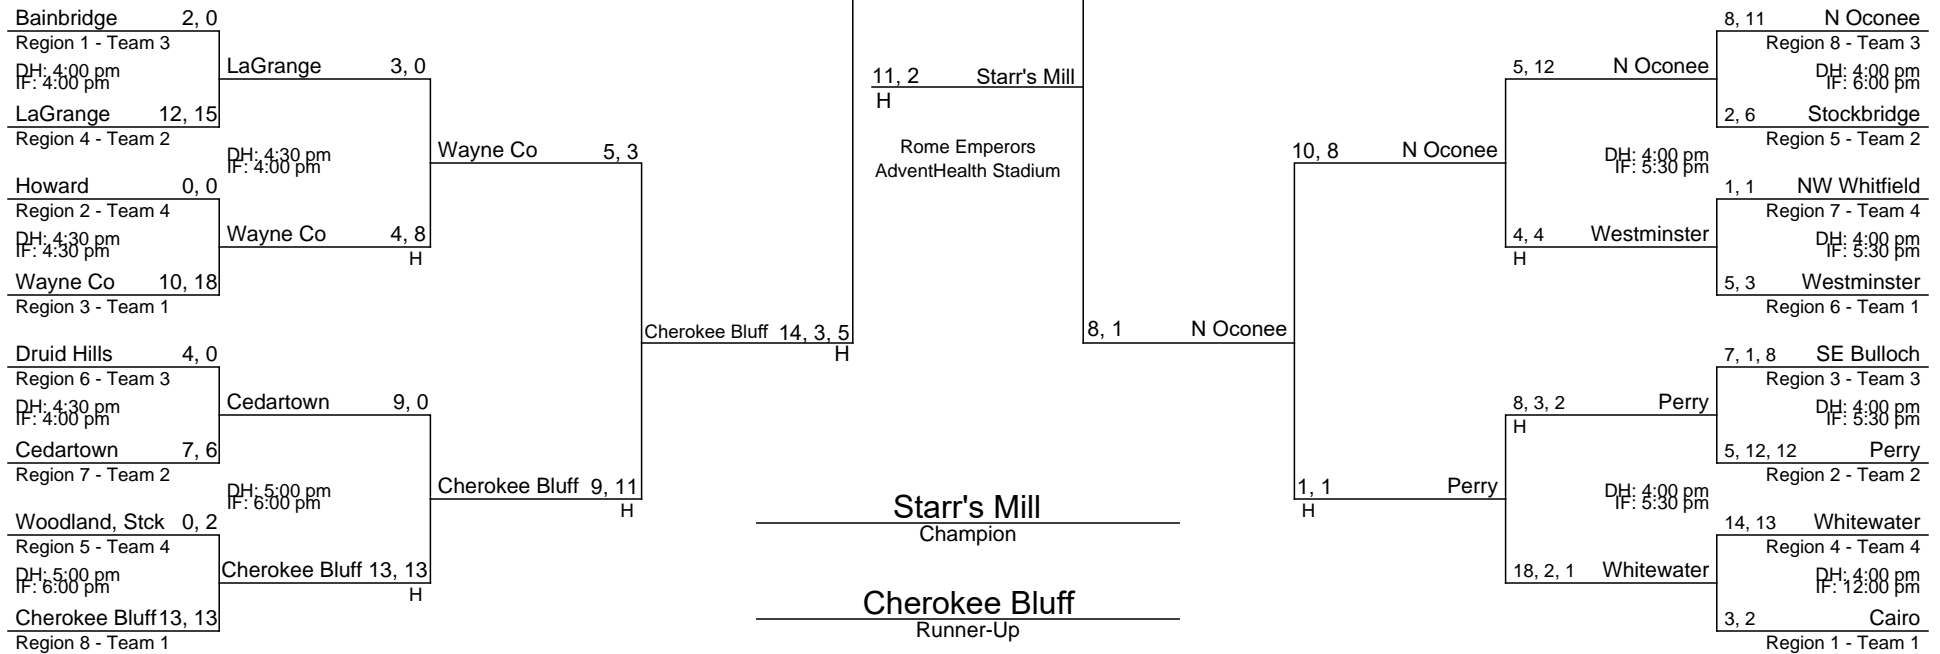 Bainbridge 2, 0
Region 1 - Team 3
DH: 4:00 pm
IF: 4:00 pm
LaGrange 12, 15
Region 4 - Team 2
Howard 0, 0
Region 2 - Team 4
DH: 4:30 pm
IF: 4:30 pm
Wayne Co 10, 18
Region 3 - Team 1
Druid Hills 4, 0
Region 6 - Team 3
DH: 4:30 pm
IF: 4:00 pm
Cedartown 7, 6
Region 7 - Team 2
Woodland, Stck 0, 2
Region 5 - Team 4
DH: 5:00 pm
IF: 6:00 pm
Cherokee Bluff 13, 13
Region 8 - Team 1
LaGrange 3, 0
DH: 4:30 pm
IF: 4:00 pm
Wayne Co 4, 8
H
Cedartown 9, 0
DH: 5:00 pm
IF: 6:00 pm
Cherokee Bluff 13, 13
H
Wayne Co 5, 3
Cherokee Bluff 9, 11
H
Cherokee Bluff 14, 3, 5
H
11, 2 Starr's Mill
H
Rome Emperors
AdventHealth Stadium
Starr's Mill
Champion
Cherokee Bluff
Runner-Up
8, 1 N Oconee
10, 8 N Oconee
1, 1 Perry
H
5, 12 N Oconee
DH: 4:00 pm
IF: 5:30 pm
4, 4 Westminster
H
8, 3, 2 Perry
H
DH: 4:00 pm
IF: 5:30 pm
18, 2, 1 Whitewater
8, 11 N Oconee
Region 8 - Team 3
DH: 4:00 pm
IF: 6:00 pm
2, 6 Stockbridge
Region 5 - Team 2
1, 1 NW Whitfield
Region 7 - Team 4
DH: 4:00 pm
IF: 5:30 pm
5, 3 Westminster
Region 6 - Team 1
7, 1, 8 SE Bulloch
Region 3 - Team 3
DH: 4:00 pm
IF: 5:30 pm
5, 12, 12 Perry
Region 2 - Team 2
14, 13 Whitewater
Region 4 - Team 4
DH: 4:00 pm
IF: 12:00 pm
3, 2 Cairo
Region 1 - Team 1